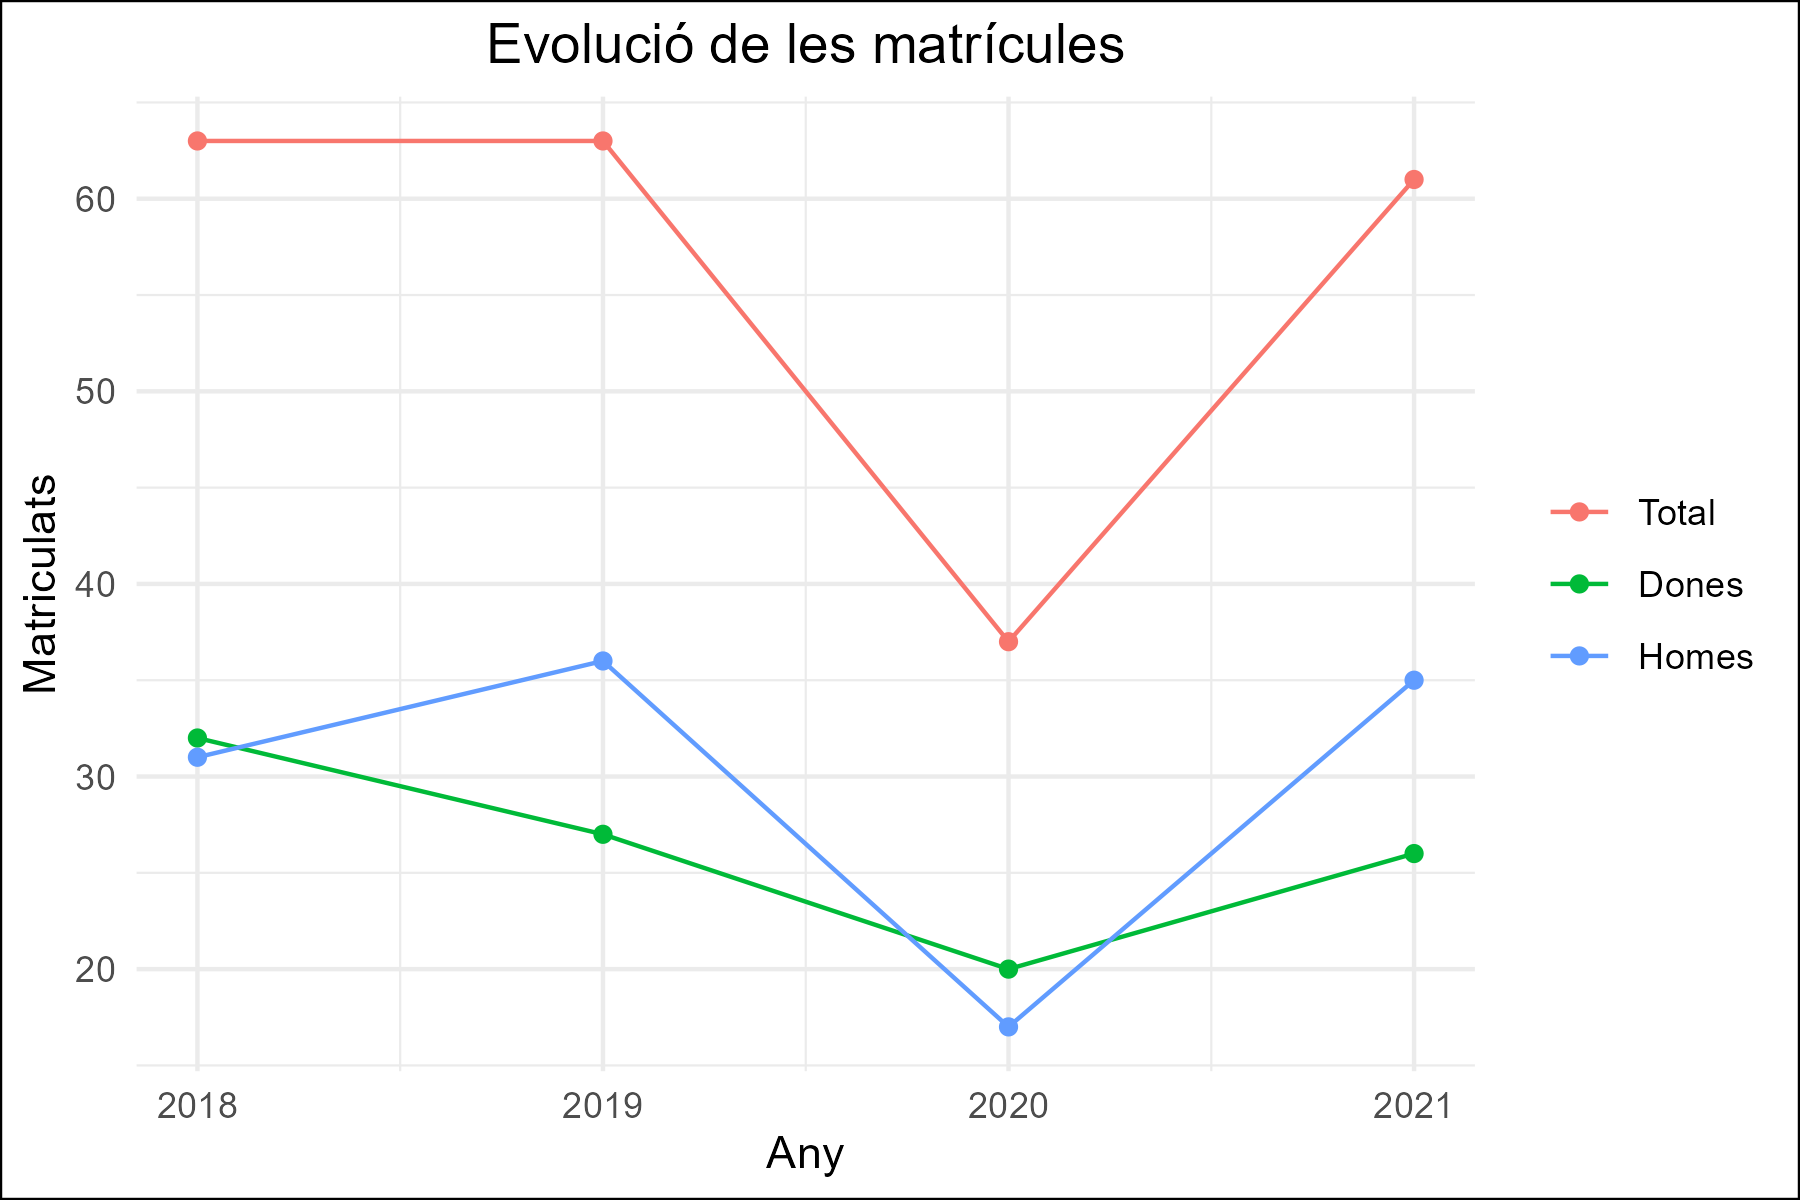 Evolució de les matrícules
Matriculats
60
50
40
30
20
2018 2019 2020 2021
Any
Total
Dones
Homes